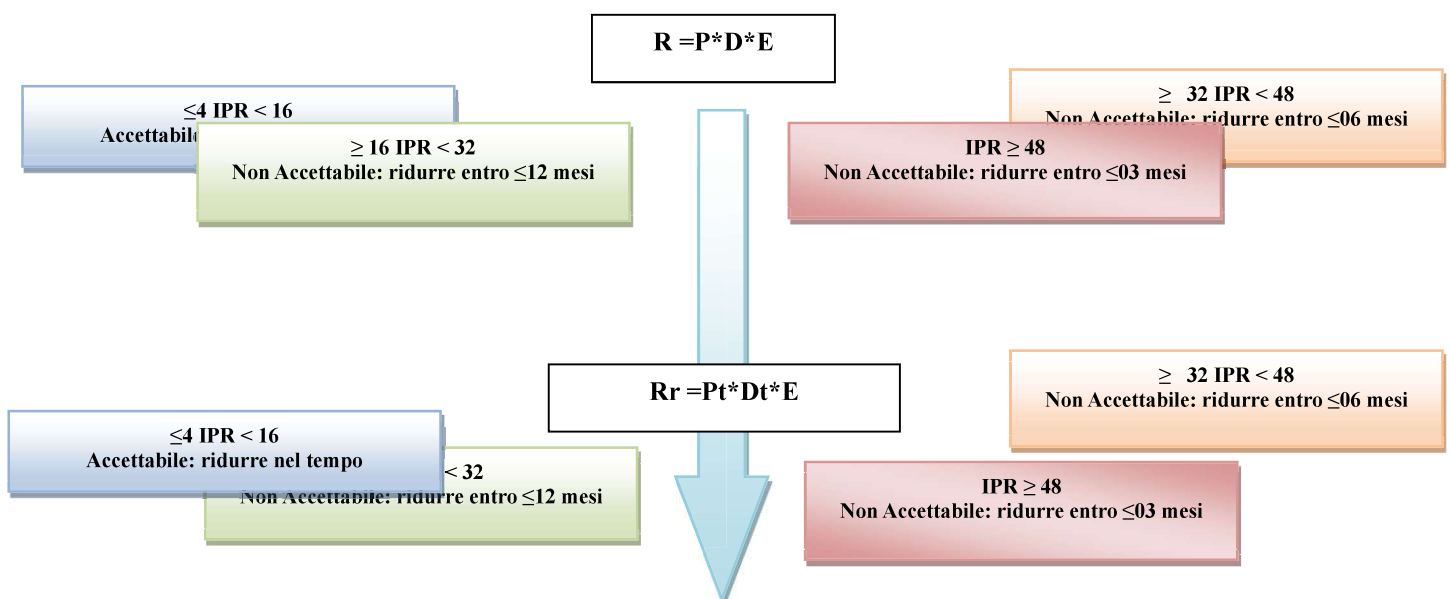 R =P*D*E
≤4 IPR < 16
Accettabile
≥ 16 IPR < 32
Non Accettabile: ridurre entro ≤12 mesi
≥ 32 IPR < 48
Non Accettabile: ridurre entro ≤06 mesi
IPR ≥ 48
Non Accettabile: ridurre entro ≤03 mesi
Rr =Pt*Dt*E
≥ 32 IPR < 48
Non Accettabile: ridurre entro ≤06 mesi
≤4 IPR < 16
Accettabile: ridurre nel tempo
< 32
Non Accettabile: ridurre entro ≤12 mesi
IPR ≥ 48
Non Accettabile: ridurre entro ≤03 mesi